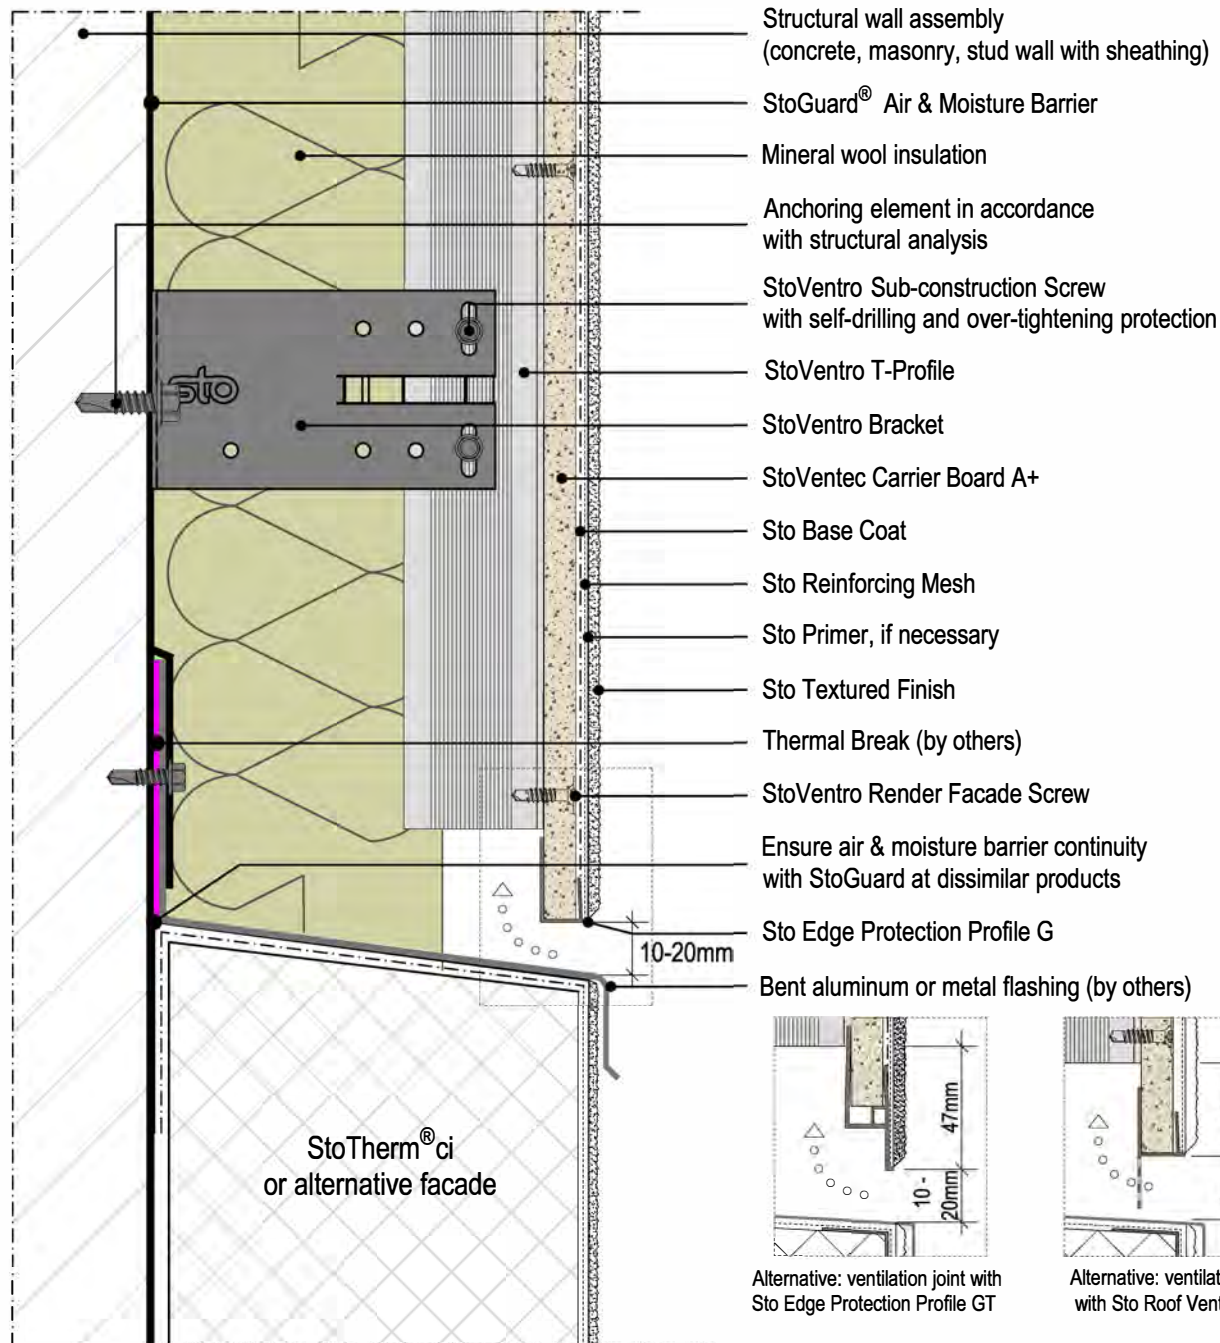 Structural wall assembly
(concrete, masonry, stud wall with sheathing)
StoGuard® Air & Moisture Barrier
Mineral wool insulation
Anchoring element in accordance
with structural analysis
StoVentro Sub-construction Screw
with self-drilling and over-tightening protection
sto
StoVentro T-Profile
StoVentro Bracket
StoVentec Carrier Board A+
Sto Base Coat
Sto Reinforcing Mesh
Sto Primer, if necessary
Sto Textured Finish
Thermal Break (by others)
StoVentro Render Facade Screw
Ensure air & moisture barrier continuity
with StoGuard at dissimilar products
Sto Edge Protection Profile G
10-20mm
Bent aluminum or metal flashing (by others)
StoTherm®ci
or alternative facade
47mm
10 -
20mm
Alternative: ventilation joint with
Sto Edge Protection Profile GT
Alternative:
with Sto Roof